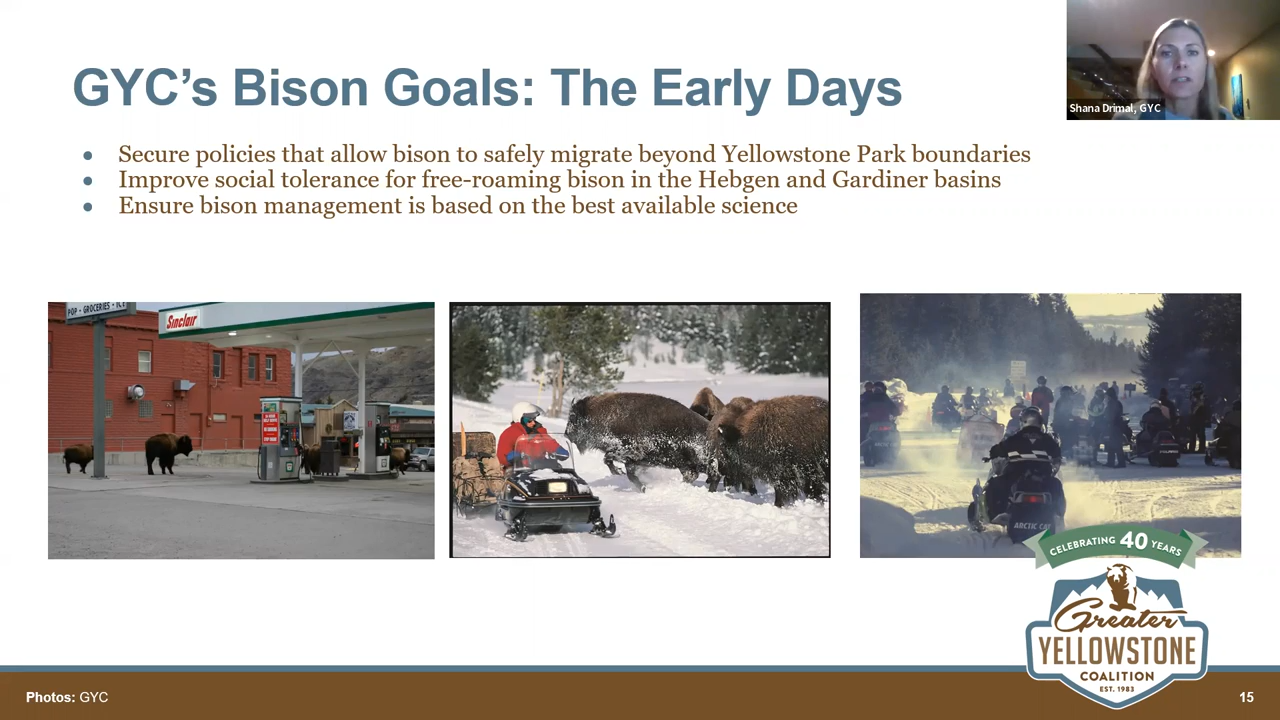 GYC’s Bison Goals: The Early Days
Shana Drimal, GYC
● Secure policies that allow bison to safely migrate beyond Yellowstone Park boundaries
● Improve social tolerance for free-roaming bison in the Hebgen and Gardiner basins
● Ensure bison management is based on the best available science
POP - GROCERIES - ICE
Sinclair
ARCTIC CAT
CELEBRATING 40 YEARS
Greater
YELLOWSTONE
COALITION
EST. 1983
Photos: GYC
15